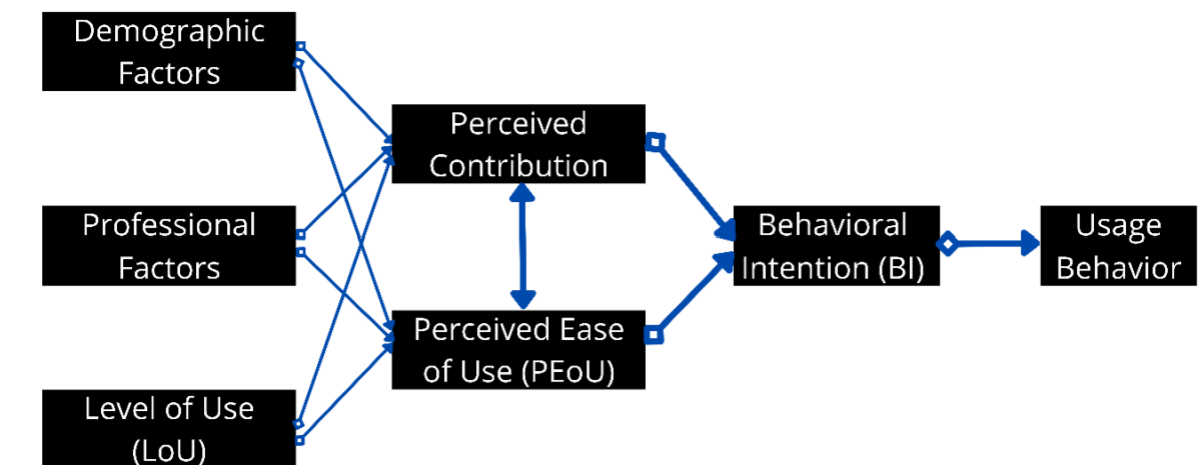 Demographic
Factors
Perceived
Contribution
Professional
Factors
Behavioral
Intention (BI)
Usage
Behavior
Perceived Ease
of Use (PEoU)
Level of Use
(LoU)